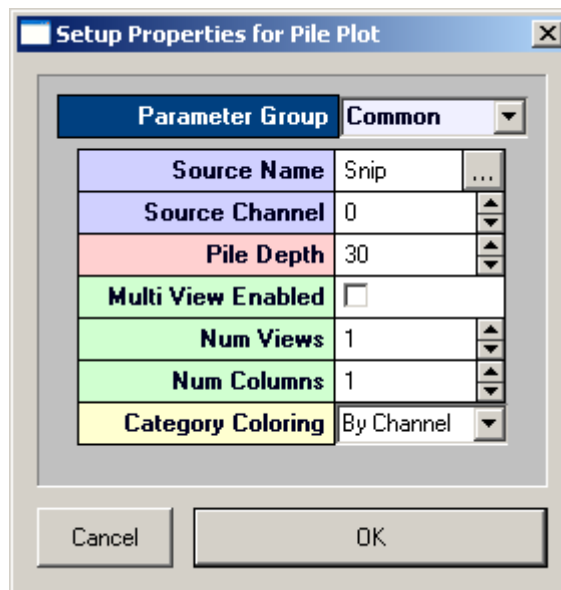 Setup Properties for Pile Plot
Parameter Group Common
Source Name Snip ...
Source Channel 0
Pile Depth 30
Multi View Enabled
Num Views 1
Num Columns 1
Category Coloring By Channel
Cancel OK